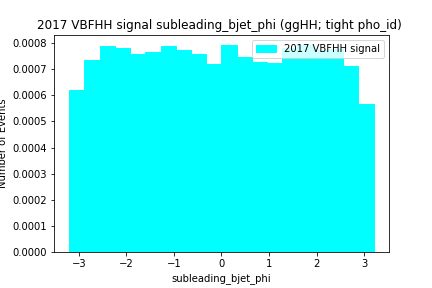 2017 VBFHH signal subleading_bjet_phi (ggHH; tight pho_id)
2017 VBFHH signal
Number of Events
0.0008
0.0007
0.0006
0.0005
0.0004
0.0003
0.0002
0.0001
0.0000
−3 −2 −1 0 1 2 3
subleading_bjet_phi